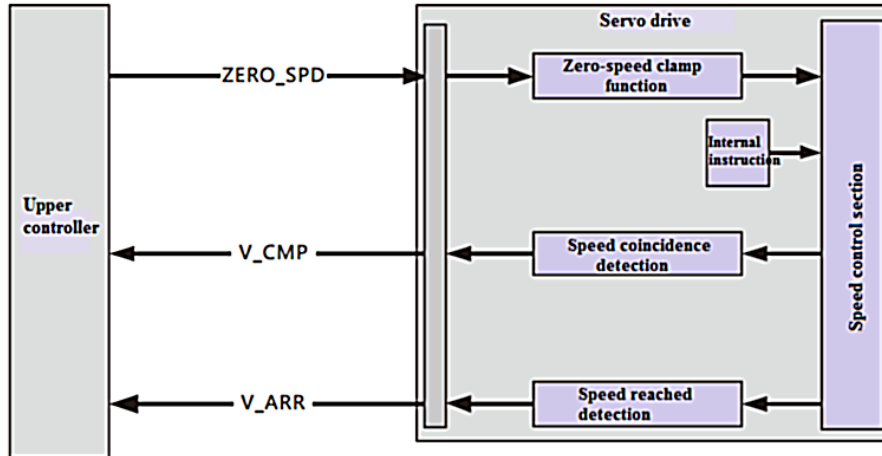 Servo drive
ZERO_SPD
Zero-speed clamp
function
Internal
instruction
Upper
controller
V_CMP
Speed coincidence
detection
Speed control section
V_ARR
Speed reached
detection